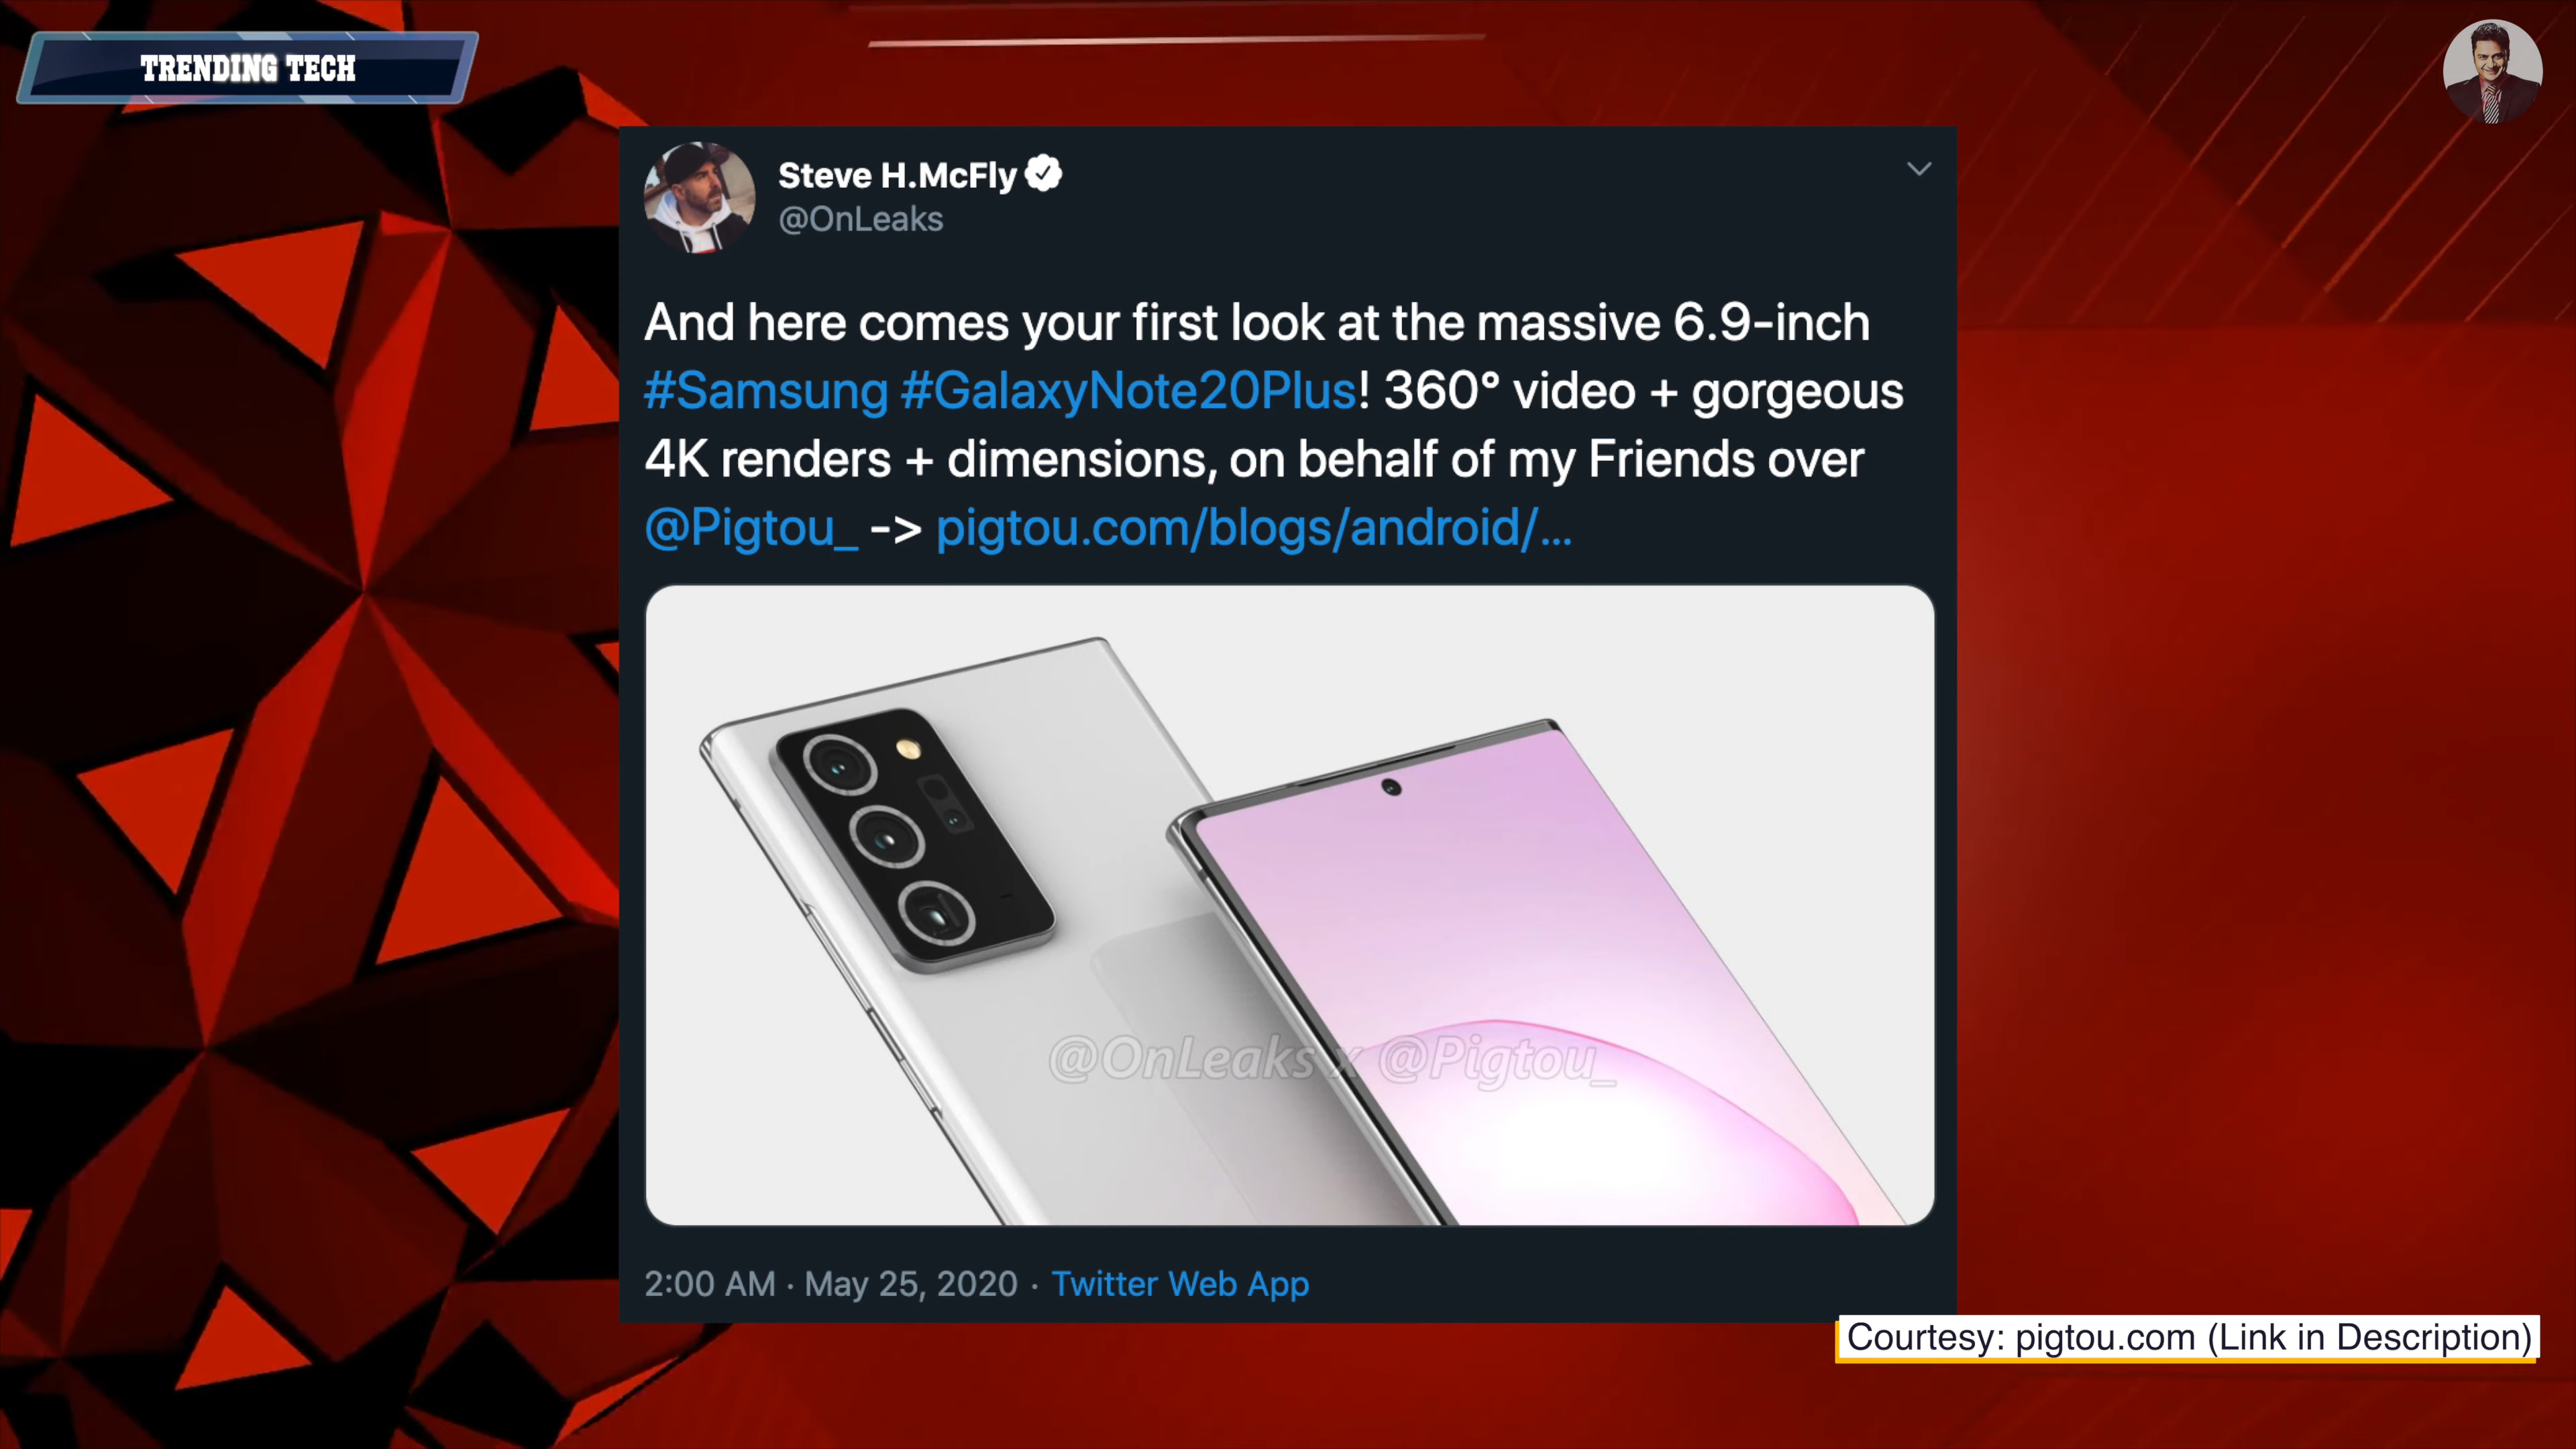 TRENDING TECH
Steve H.McFly
@OnLeaks
And here comes your first look at the massive 6.9-inch
#Samsung #GalaxyNote20Plus! 360° video + gorgeous
4K renders + dimensions, on behalf of my Friends over
@Pigtou_ -> pigtou.com/blogs/android/...
@OnLeaks x @Pigtou_
2:00 AM · May 25, 2020 · Twitter Web App
Courtesy: pigtou.com (Link in Description)